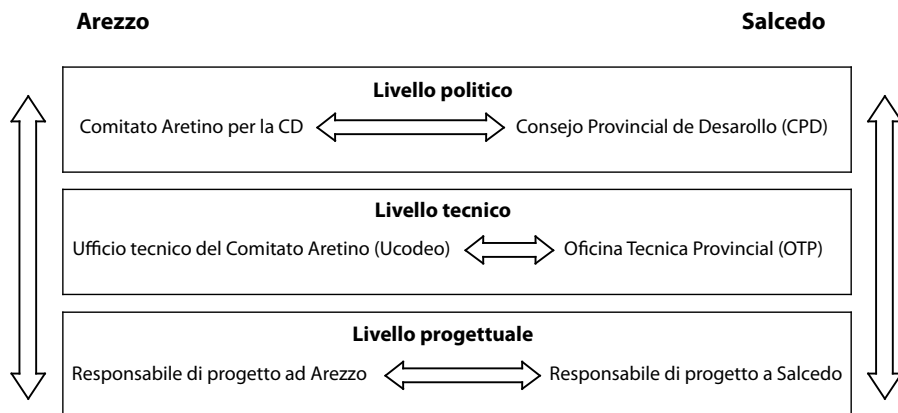 Arezzo Salcedo
Livello politico
Comitato Aretino per la CD Consejo Provincial de Desarollo (CPD)
Livello tecnico
Ufficio tecnico del Comitato Aretino (Ucodeo) Oficina Tecnica Provincial (OTP)
Livello progettuale
Responsabile di progetto ad Arezzo Responsabile di progetto a Salcedo